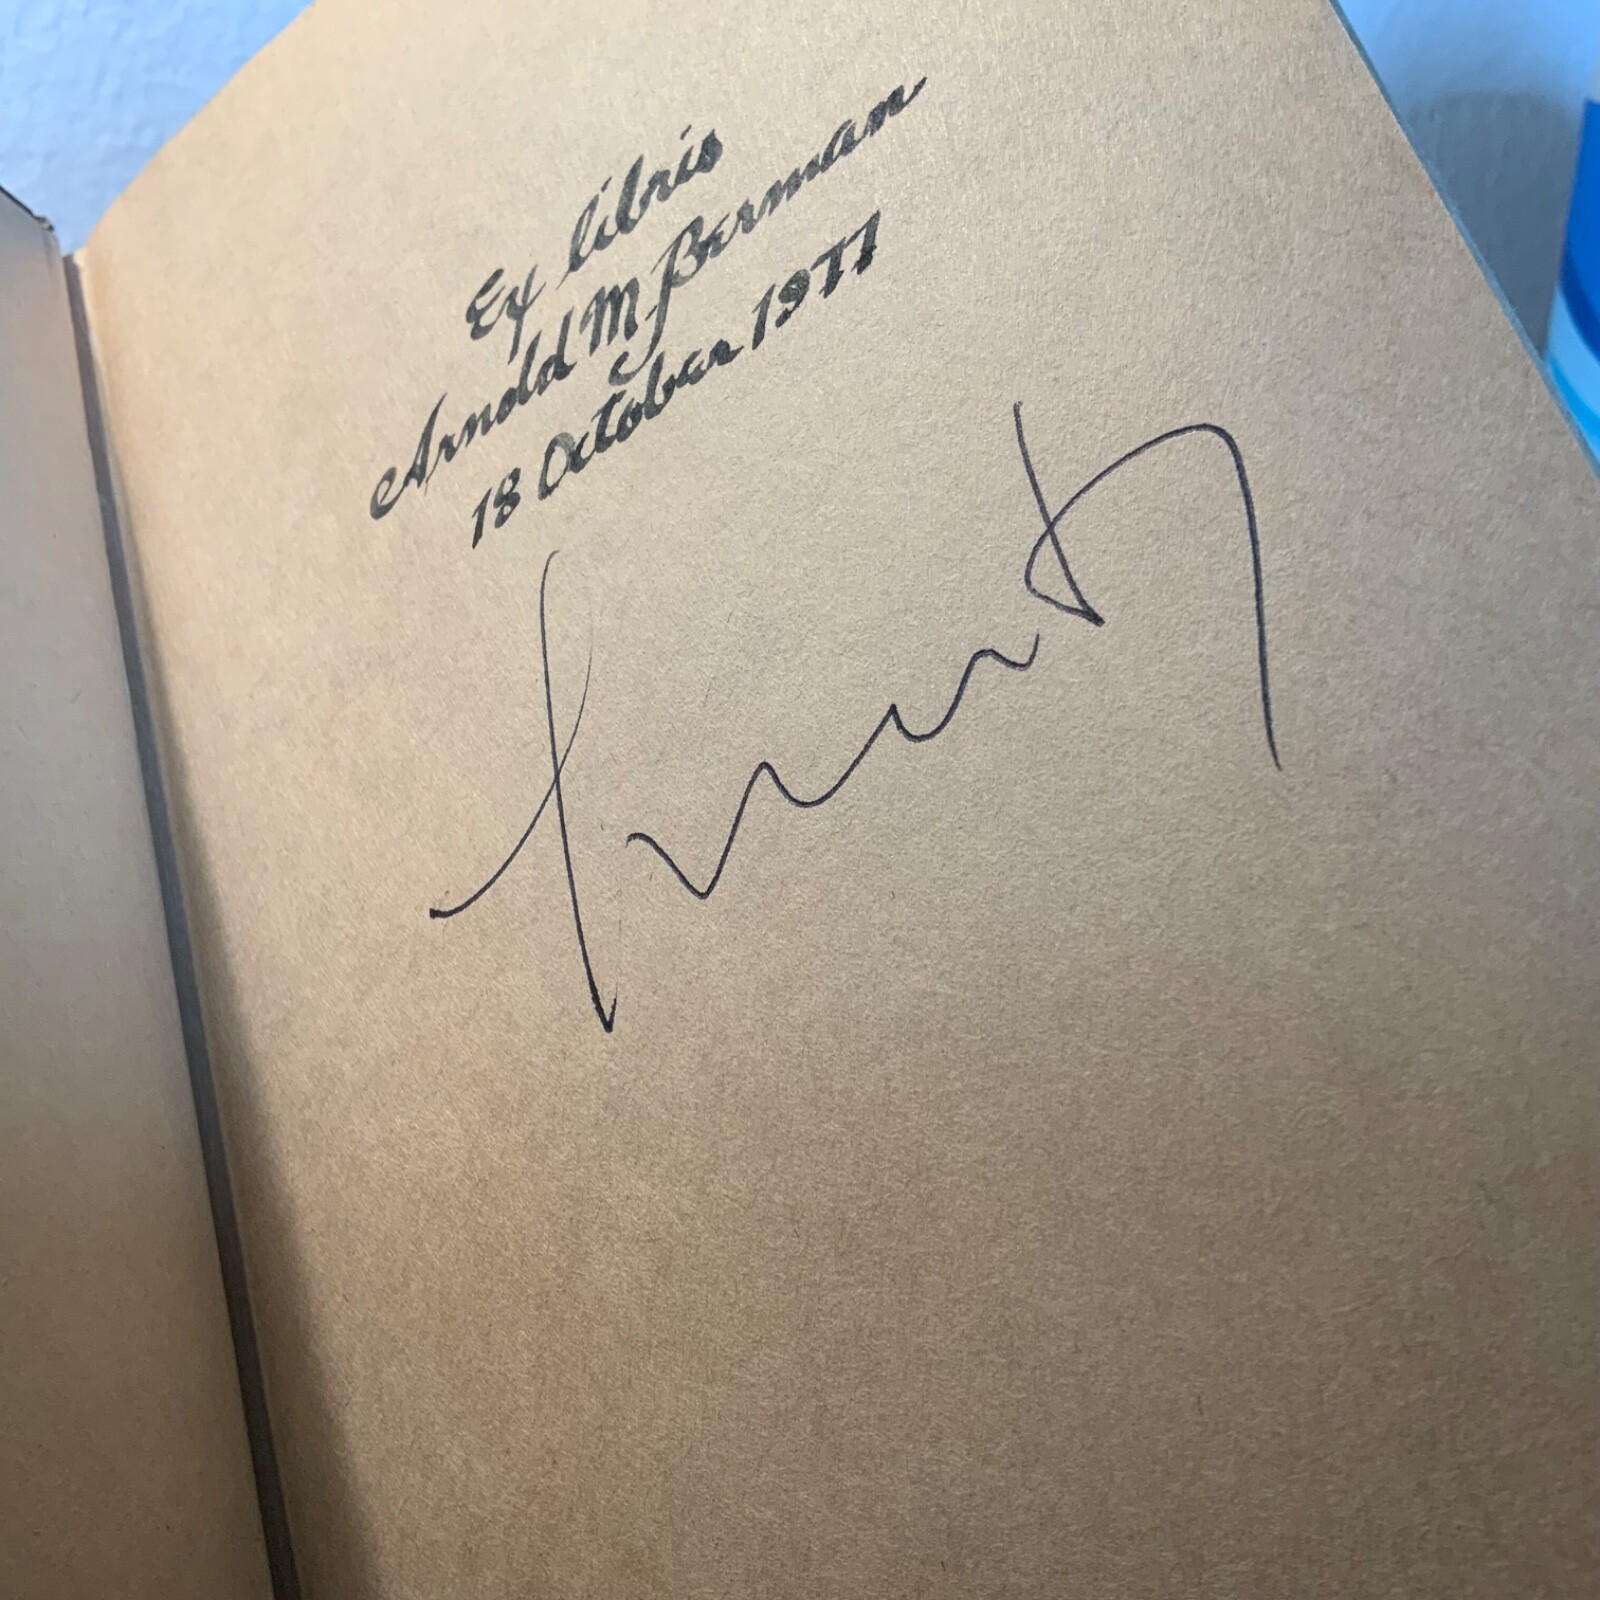 Ex libris
Arnold M Berman
18 October 1977